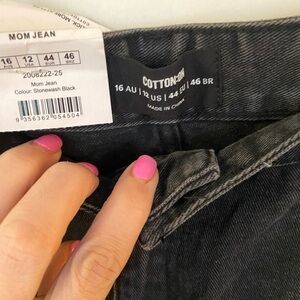 MOM JEAN
16 12 44 46
2008222-25
Mom Jean
Colour: Stonewash Black
9 356362 054504
COTTON:ON
16 AU | 12 US | 44 EU | 46 BR
MADE IN CHINA